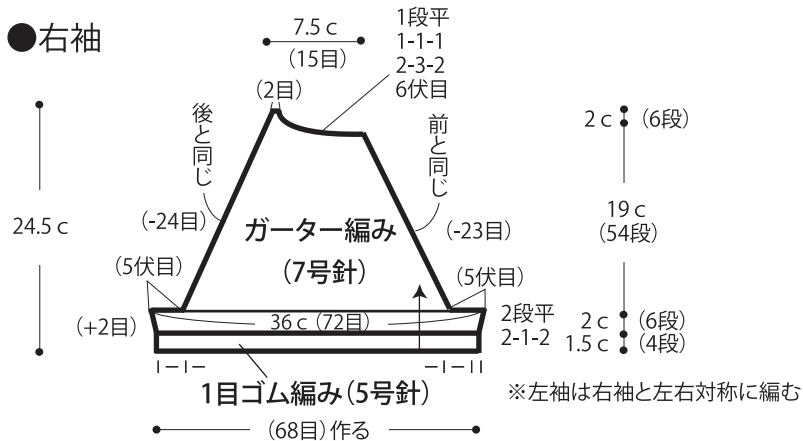 ●右袖
7.5 c
(15目)
1段平
1-1-1
2-3-2
6伏目
(2目)
後と同じ
前と同じ
2 c (6段)
24.5 c
(-24目)
ガーター編み
(7号針)
(-23目)
19 c
(54段)
(5伏目)
(5伏目)
(+2目)
36 c (72目)
2段平
2-1-2
2 c (6段)
1.5 c (4段)
|-|- -|-|
1目ゴム編み(5号針)
※左袖は右袖と左右対称に編む
(68目)作る